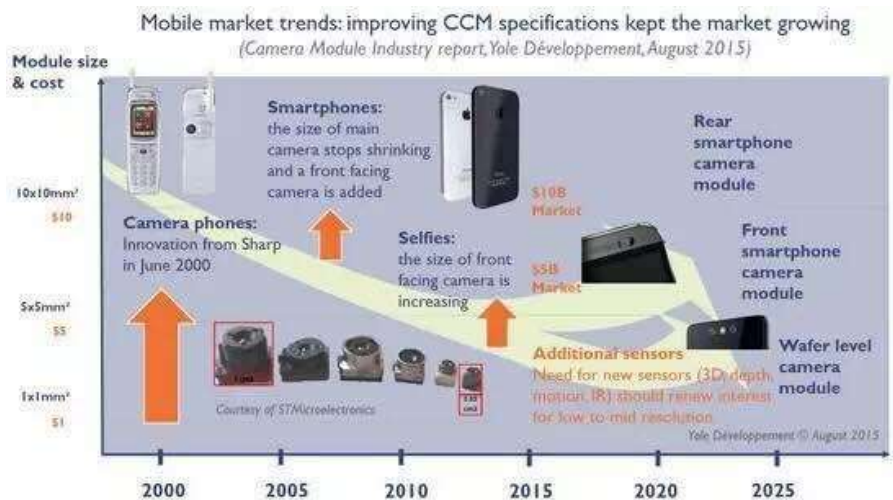 Mobile market trends: improving CCM specifications kept the market growing
(Camera Module Industry report, Yole Développement, August 2015)
Module size
& cost
10x10mm²
$10
5x5mm²
$5
1x1mm²
$1
Camera phones:
Innovation from Sharp
in June 2000
Smartphones:
the size of main
camera stops shrinking
and a front facing
camera is added
Selfies:
the size of front
facing camera is
increasing
$10B
Market
$5B
Market
Rear
smartphone
camera
module
Front
smartphone
camera
module
Wafer level
camera
module
Additional sensors
Need for new sensors (3D, depth,
motion, IR) should renew interest
for low to mid resolution
Courtesy of STMicroelectronics
Yole Développement © August 2015
2000
2005
2010
2015
2020
2025